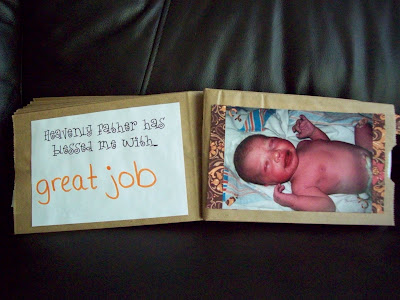 Heavenly Father has
blessed me with...
great job